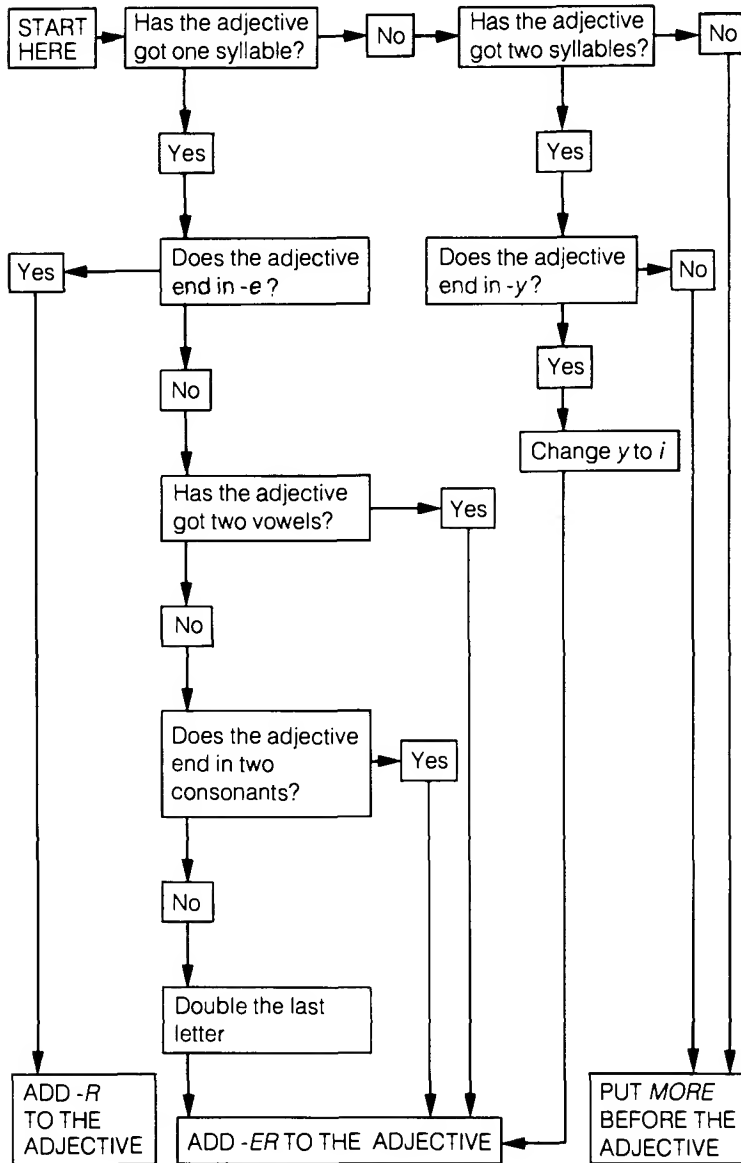 START
HERE
Has the adjective
got one syllable?
No
Has the adjective
got two syllables?
No
Yes
Yes
Yes
Does the adjective
end in -e?
Does the adjective
end in -y?
No
No
Yes
Change y to i
Has the adjective
got two vowels?
Yes
No
Does the adjective
end in two
consonants?
Yes
No
Double the last
letter
ADD -R
TO THE
ADJECTIVE
ADD -ER TO THE ADJECTIVE
PUT MORE
BEFORE THE
ADJECTIVE